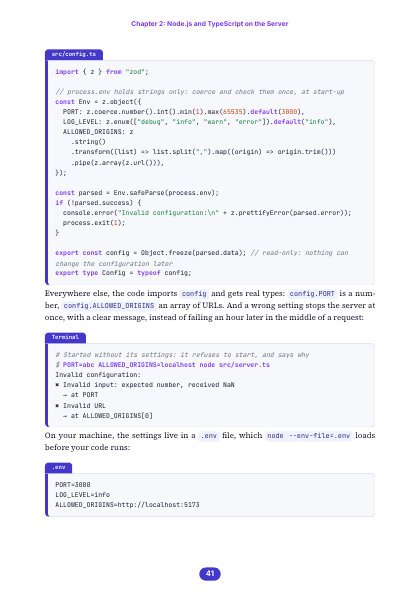 Chapter 2: Node.js and TypeScript on the Server
src/config.ts
import { z } from "zod";
// process.env holds strings only: coerce and check them once, at start-up
const Env = z.object({
  PORT: z.coerce.number().int().min(1).max(65535).default(3000),
  LOG_LEVEL: z.enum(["debug", "info", "warn", "error"]).default("info"),
  ALLOWED_ORIGINS: z
    .string()
    .transform((list) => list.split(",").map((origin) => origin.trim()))
    .pipe(z.array(z.url())),
});
const parsed = Env.safeParse(process.env);
if (!parsed.success) {
  console.error("Invalid configuration:\n" + z.prettifyError(parsed.error));
  process.exit(1);
}
export const config = Object.freeze(parsed.data); // read-only: nothing can
change the configuration later
export type Config = typeof config;
Everywhere else, the code imports config and gets real types: config.PORT is a num-
ber, config.ALLOWED_ORIGINS an array of URLs. And a wrong setting stops the server at
once, with a clear message, instead of failing an hour later in the middle of a request:
Terminal
# Started without its settings: it refuses to start, and says why
$ PORT=abc ALLOWED_ORIGINS=localhost node src/server.ts
Invalid configuration:
✖ Invalid input: expected number, received NaN
  → at PORT
✖ Invalid URL
  → at ALLOWED_ORIGINS[0]
On your machine, the settings live in a .env file, which node --env-file=.env loads
before your code runs:
.env
PORT=3000
LOG_LEVEL=info
ALLOWED_ORIGINS=http://localhost:5173
41